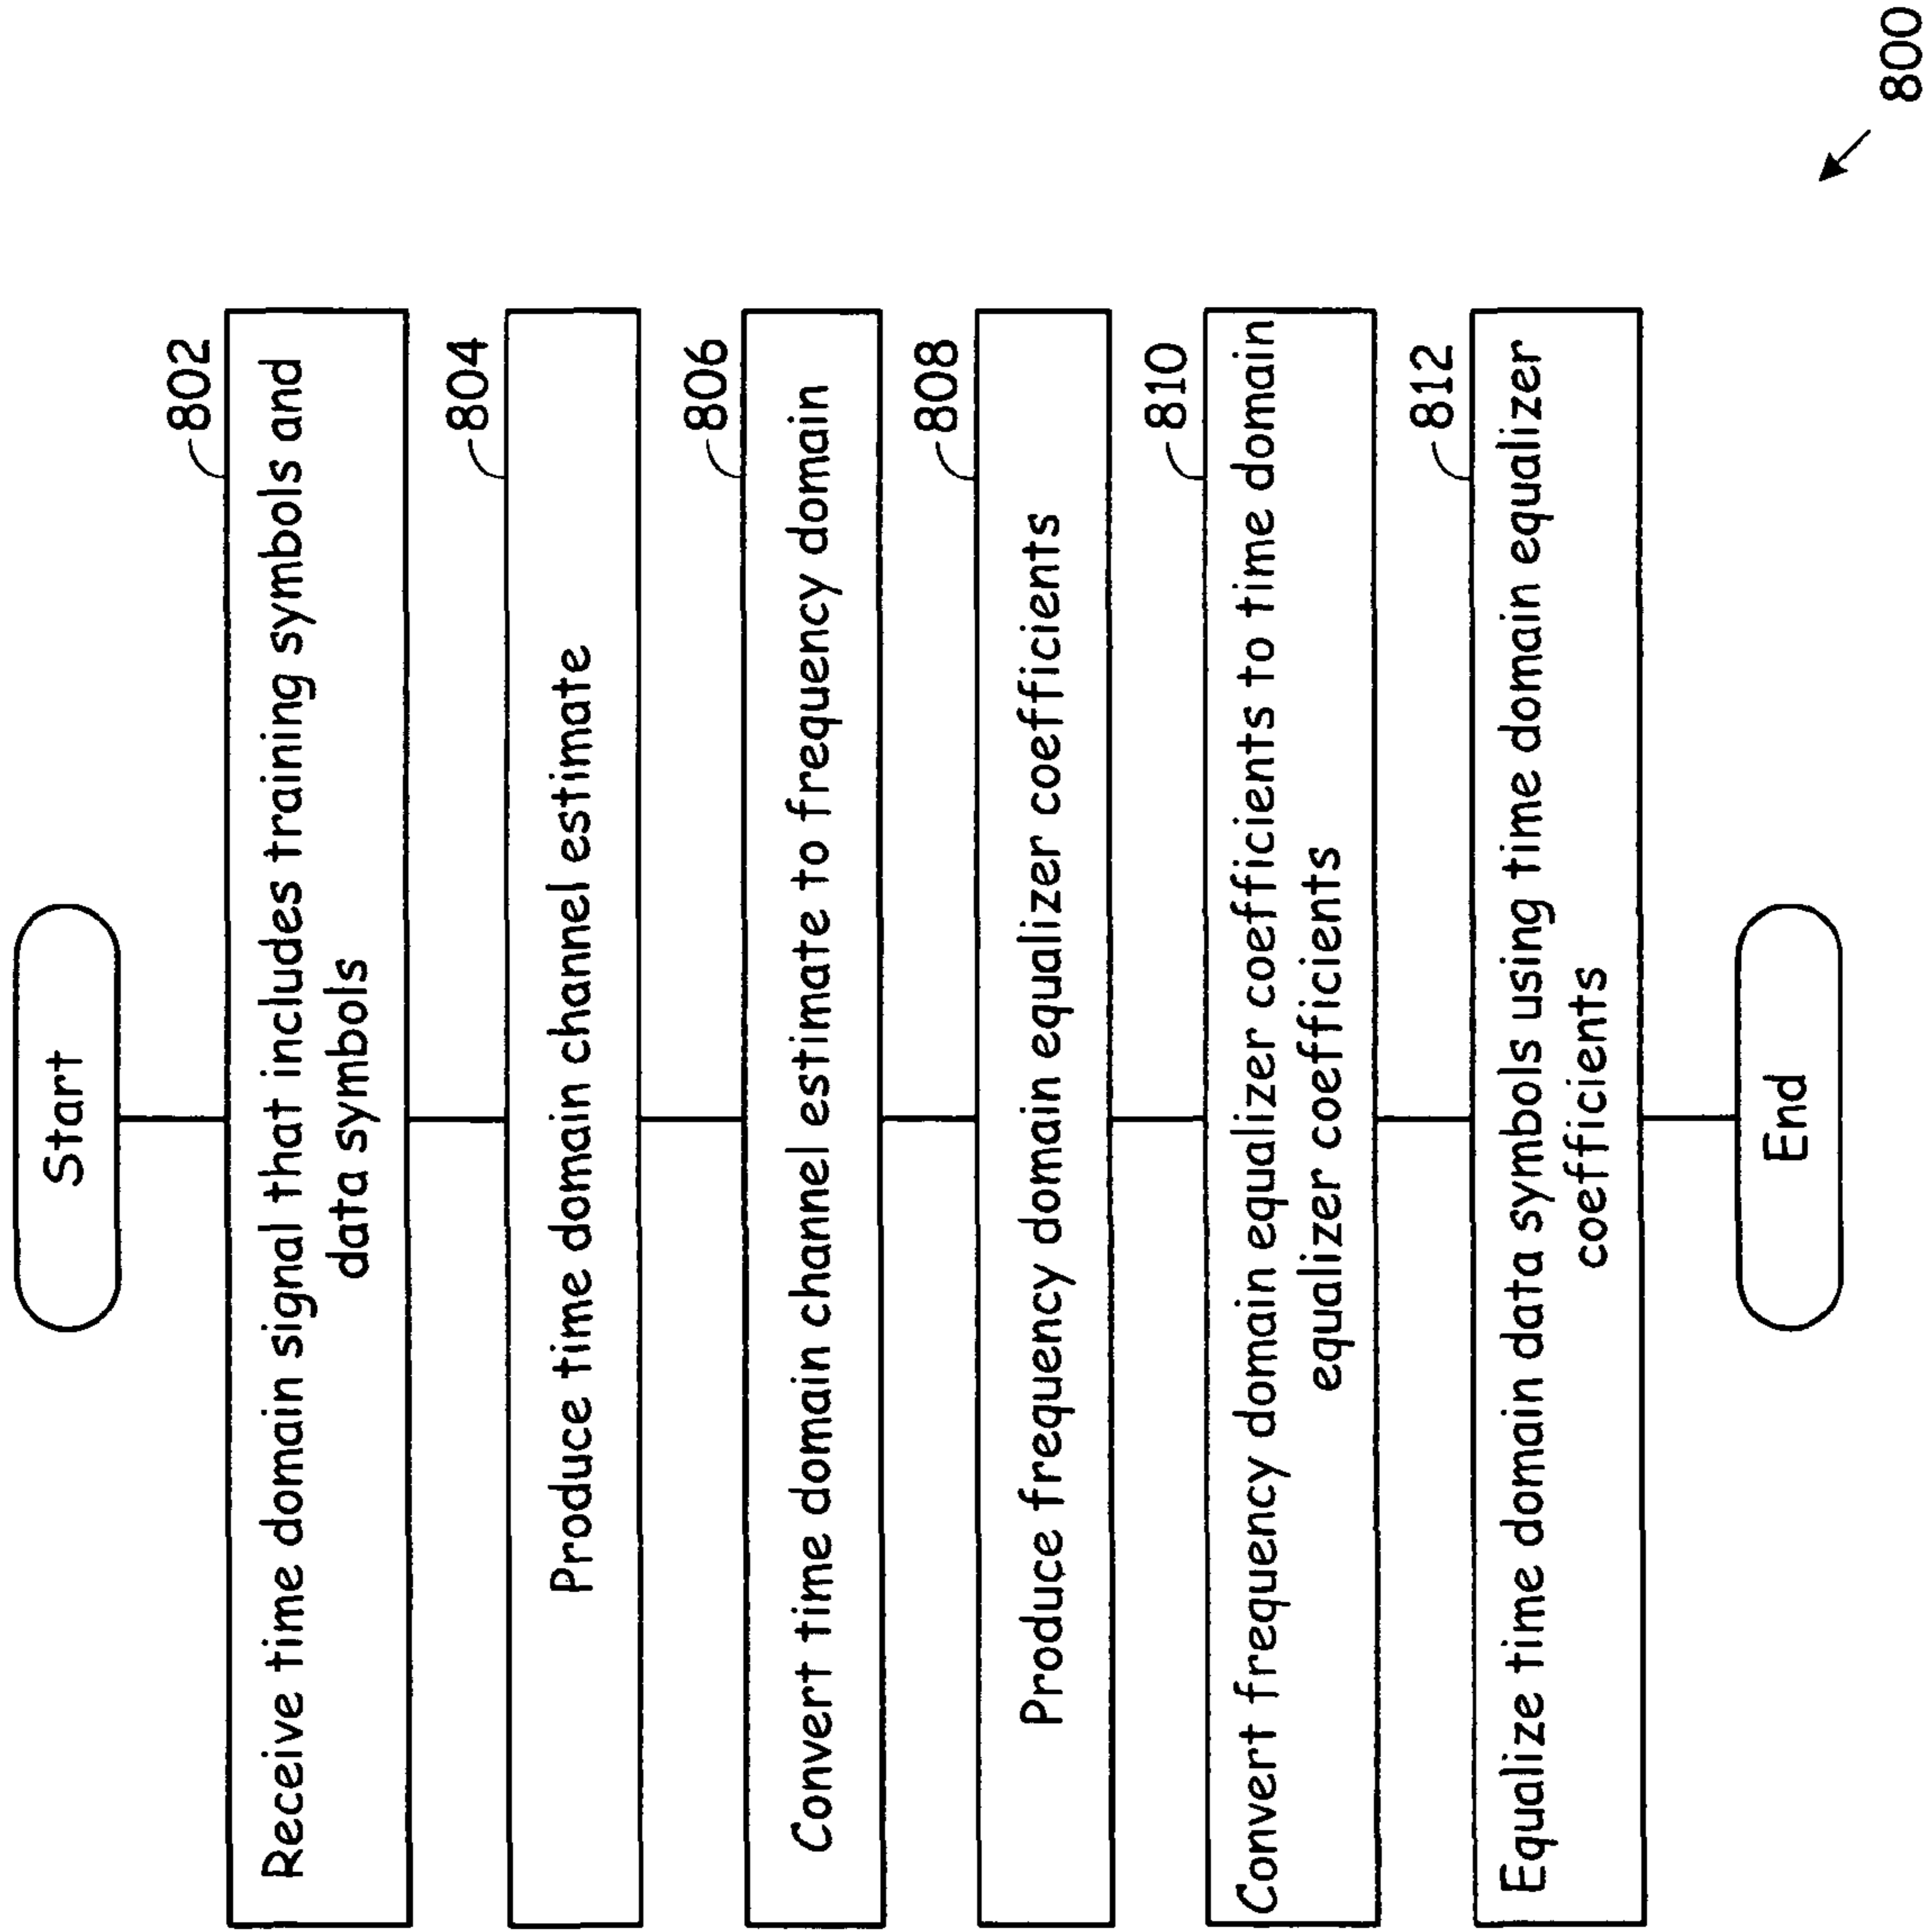 Start
802
Receive time domain signal that includes training symbols and
data symbols
804
Produce time domain channel estimate
806
Convert time domain channel estimate to frequency domain
808
Produce frequency domain equalizer coefficients
810
Convert frequency domain equalizer coefficients to time domain
equalizer coefficients
812
Equalize time domain data symbols using time domain equalizer
coefficients
End
800